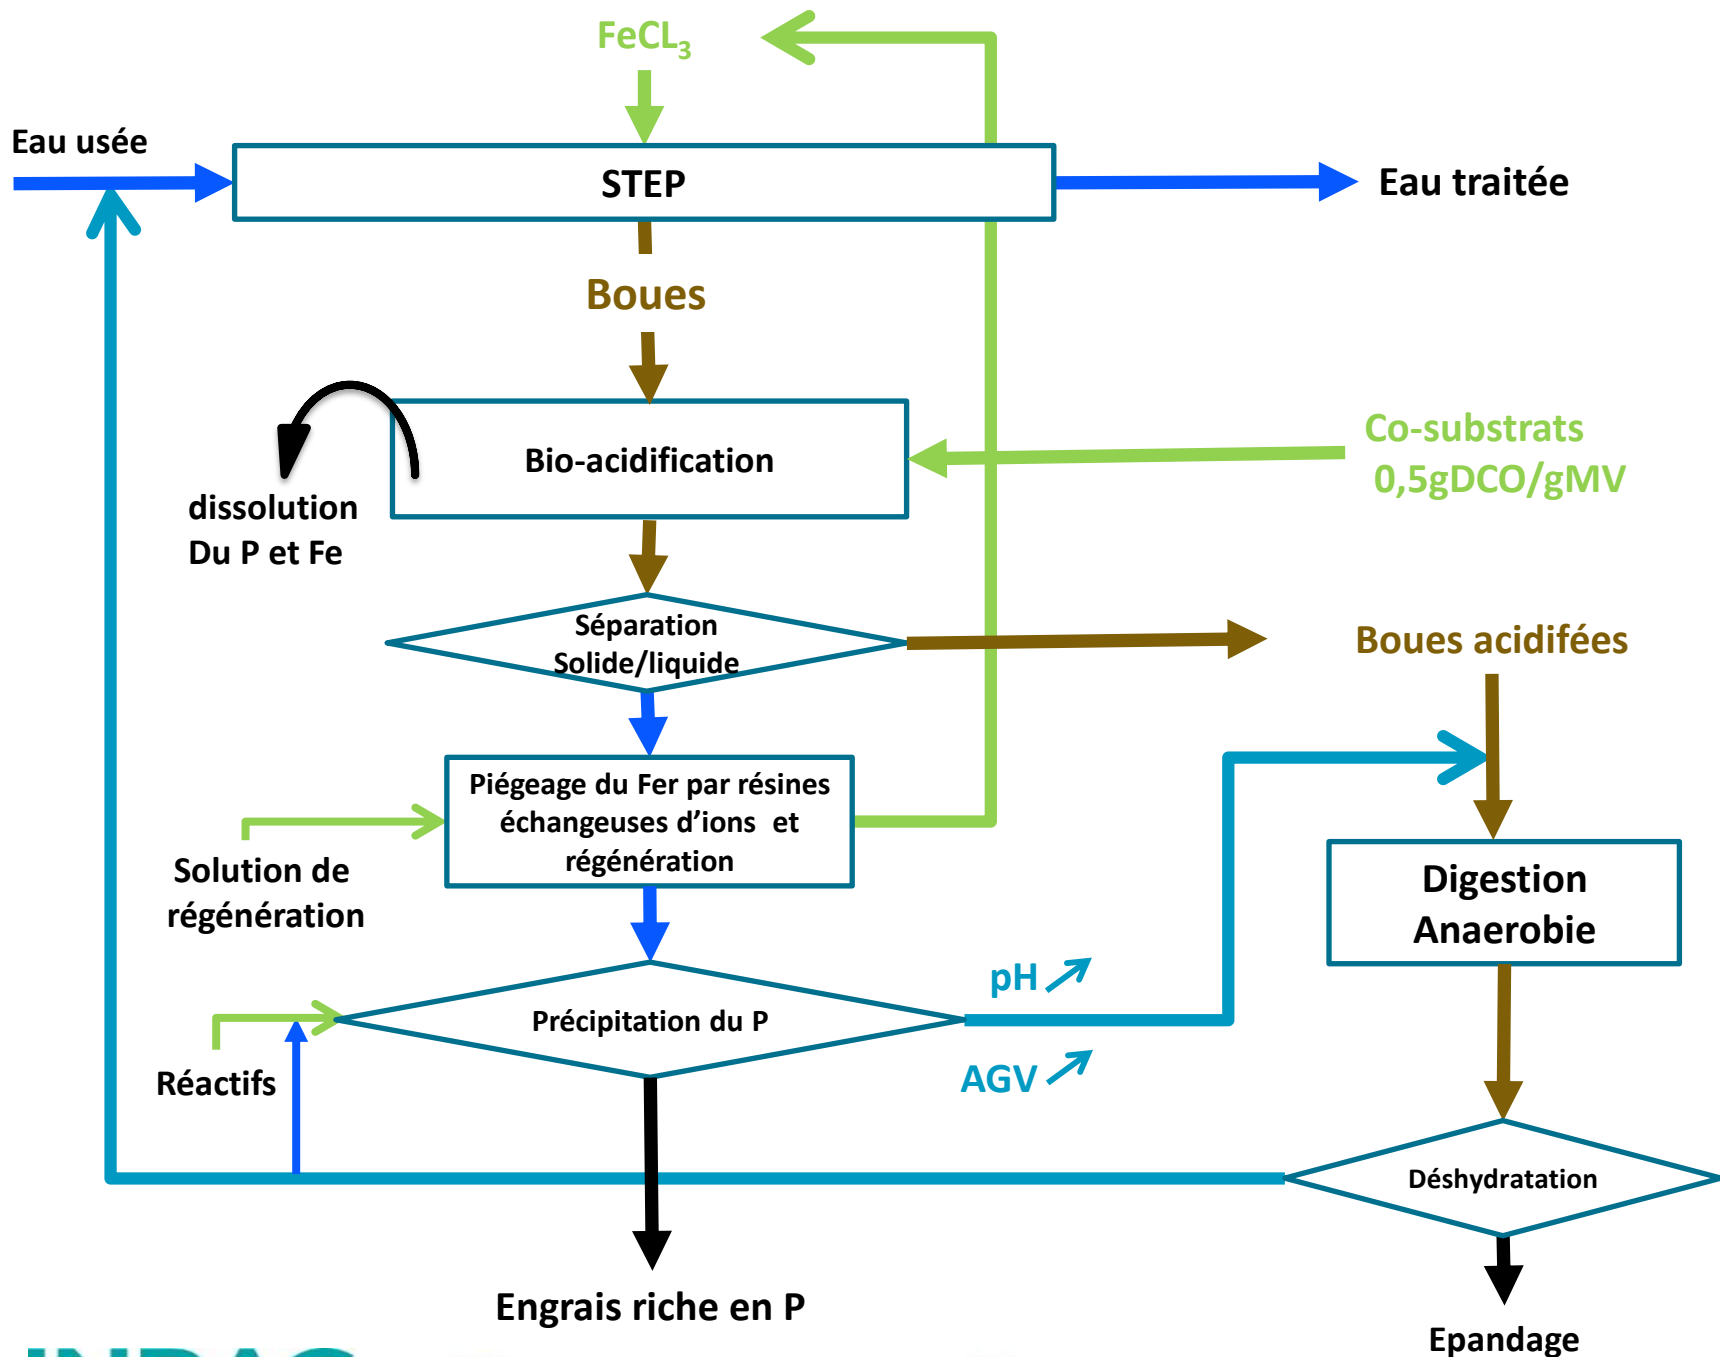 FeCL₃
Eau usée
STEP
Eau traitée
Boues
Bio-acidification
Co-substrats
0,5gDCO/gMV
dissolution
Du P et Fe
Séparation
Solide/liquide
Boues acidifées
Piégeage du Fer par résines
échangeuses d’ions et
régénération
Solution de
régénération
Digestion
Anaerobie
pH
Précipitation du P
AGV
Réactifs
Déshydratation
Engrais riche en P
Epandage